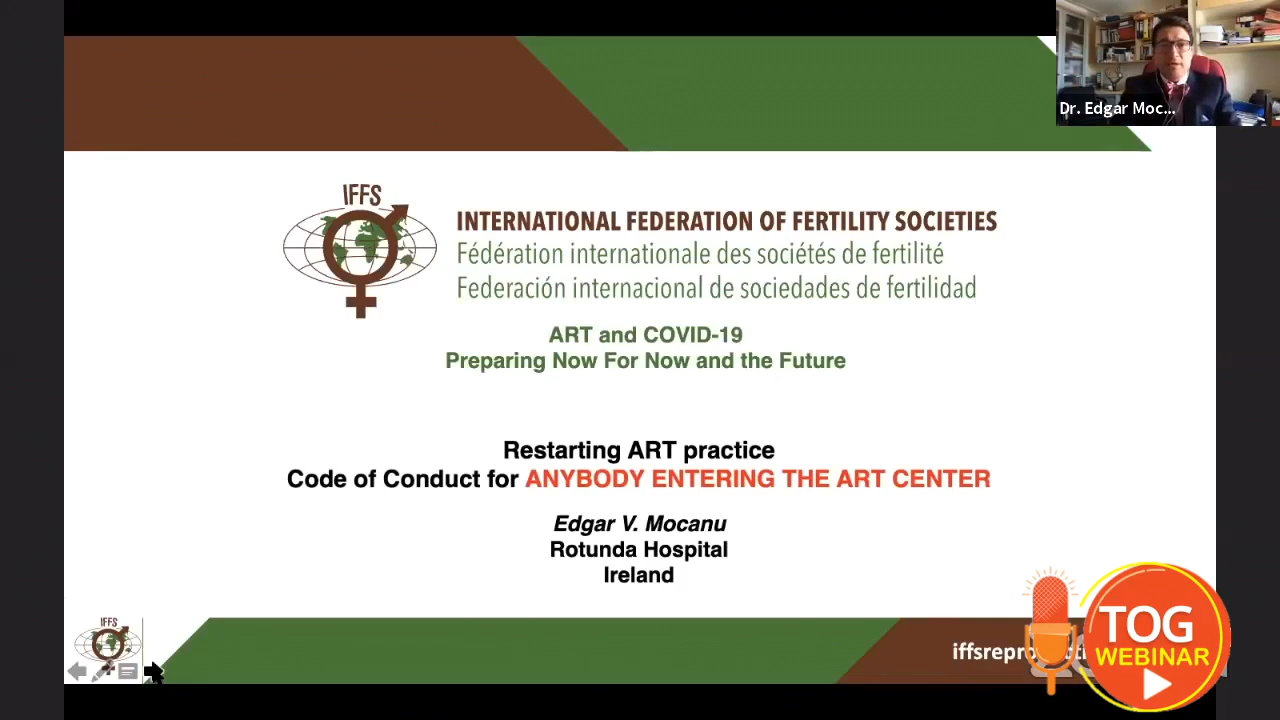 Dr. Edgar Moc...
IFFS
INTERNATIONAL FEDERATION OF FERTILITY SOCIETIES
Fédération internationale des sociétés de fertilité
Federación internacional de sociedades de fertilidad
ART and COVID-19
Preparing Now For Now and the Future
Restarting ART practice
Code of Conduct for ANYBODY ENTERING THE ART CENTER
Edgar V. Mocanu
Rotunda Hospital
Ireland
IFFS
TOG
WEBINAR